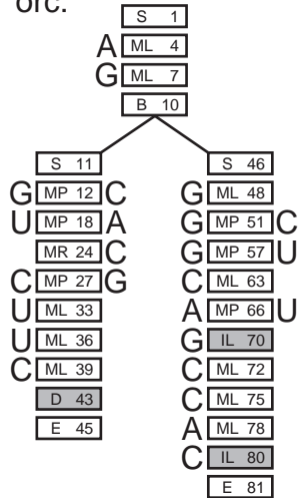 orc.
S 1
A ML 4
G ML 7
B 10
S 11
G MP 12 C
U MP 18 A
MR 24 C
C MP 27 G
U ML 33
U ML 36
C ML 39
D 43
E 45
S 46
G ML 48
G MP 51 C
G MP 57 U
C ML 63
A MP 66 U
G IL 70
C ML 72
C ML 75
A ML 78
C IL 80
E 81